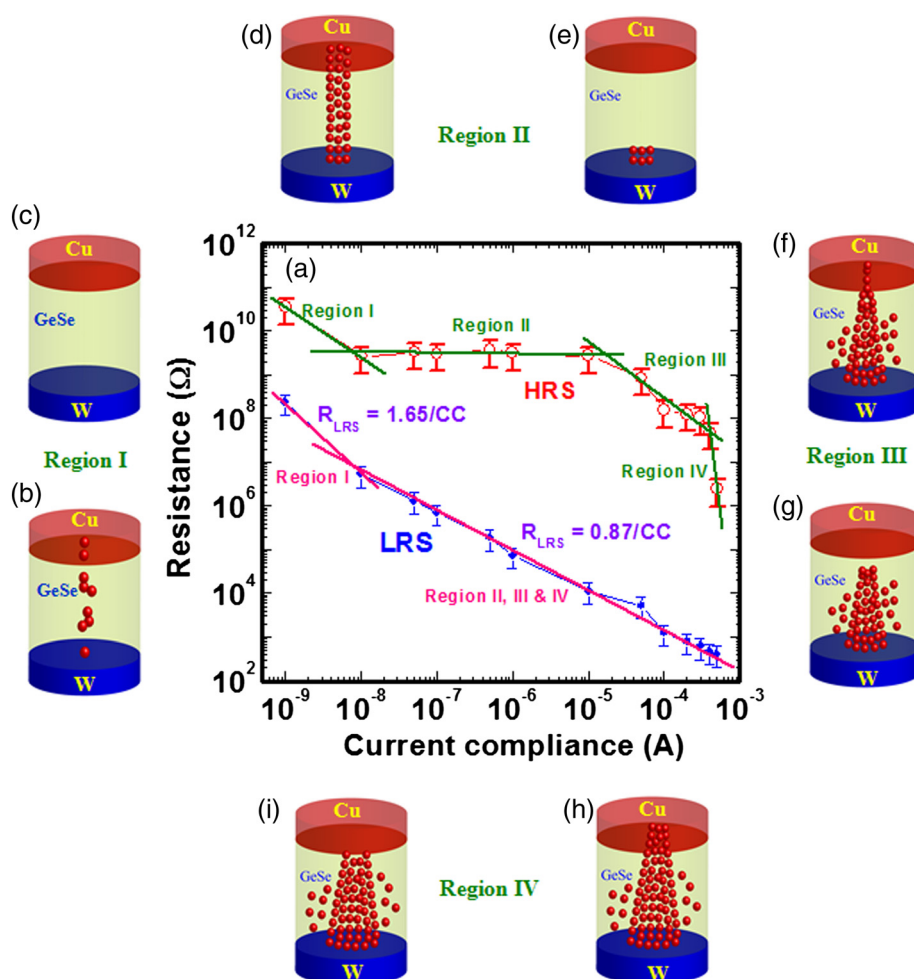 (d)
Cu
GeSe
W
Region II
(e)
Cu
GeSe
W
(c)
Cu
GeSe
W
Region I
(b)
Cu
GeSe
W
(a)
Resistance (Ω)
10^12
10^10
10^8
10^6
10^4
10^2
Region I
Region II
Region III
HRS
Region IV
R_LRS = 1.65/CC
Region I
LRS
R_LRS = 0.87/CC
Region II, III & IV
10^-9 10^-8 10^-7 10^-6 10^-5 10^-4 10^-3
Current compliance (A)
(f)
Cu
GeSe
W
Region III
(g)
Cu
GeSe
W
(i)
Cu
GeSe
W
Region IV
(h)
Cu
GeSe
W